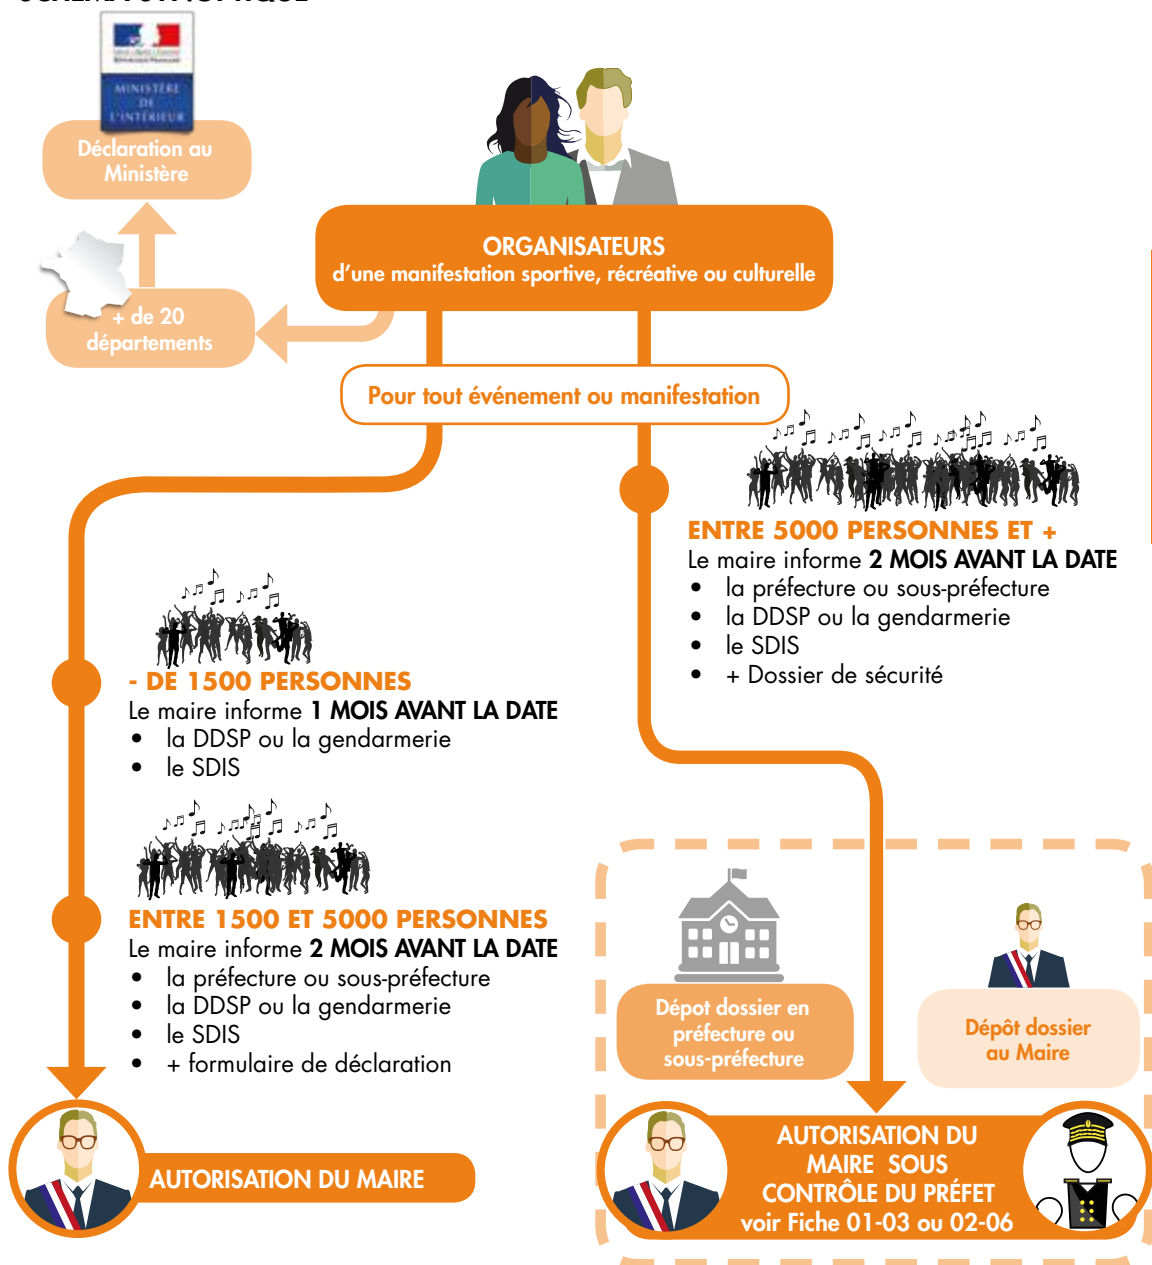 SCHÉMA SYNOPTIQUE
RÉPUBLIQUE FRANÇAISE
MINISTÈRE
DE
L'INTÉRIEUR
Déclaration au
Ministère
ORGANISATEURS
d'une manifestation sportive, récréative ou culturelle
+ de 20
départements
Pour tout événement ou manifestation
ENTRE 5000 PERSONNES ET +
Le maire informe 2 MOIS AVANT LA DATE
• la préfecture ou sous-préfecture
• la DDSP ou la gendarmerie
• le SDIS
• + Dossier de sécurité
- DE 1500 PERSONNES
Le maire informe 1 MOIS AVANT LA DATE
• la DDSP ou la gendarmerie
• le SDIS
ENTRE 1500 ET 5000 PERSONNES
Le maire informe 2 MOIS AVANT LA DATE
• la préfecture ou sous-préfecture
• la DDSP ou la gendarmerie
• le SDIS
• + formulaire de déclaration
Dépot dossier en
préfecture ou
sous-préfecture
Dépôt dossier
au Maire
AUTORISATION DU MAIRE
AUTORISATION DU
MAIRE SOUS
CONTRÔLE DU PRÉFET
voir Fiche 01-03 ou 02-06